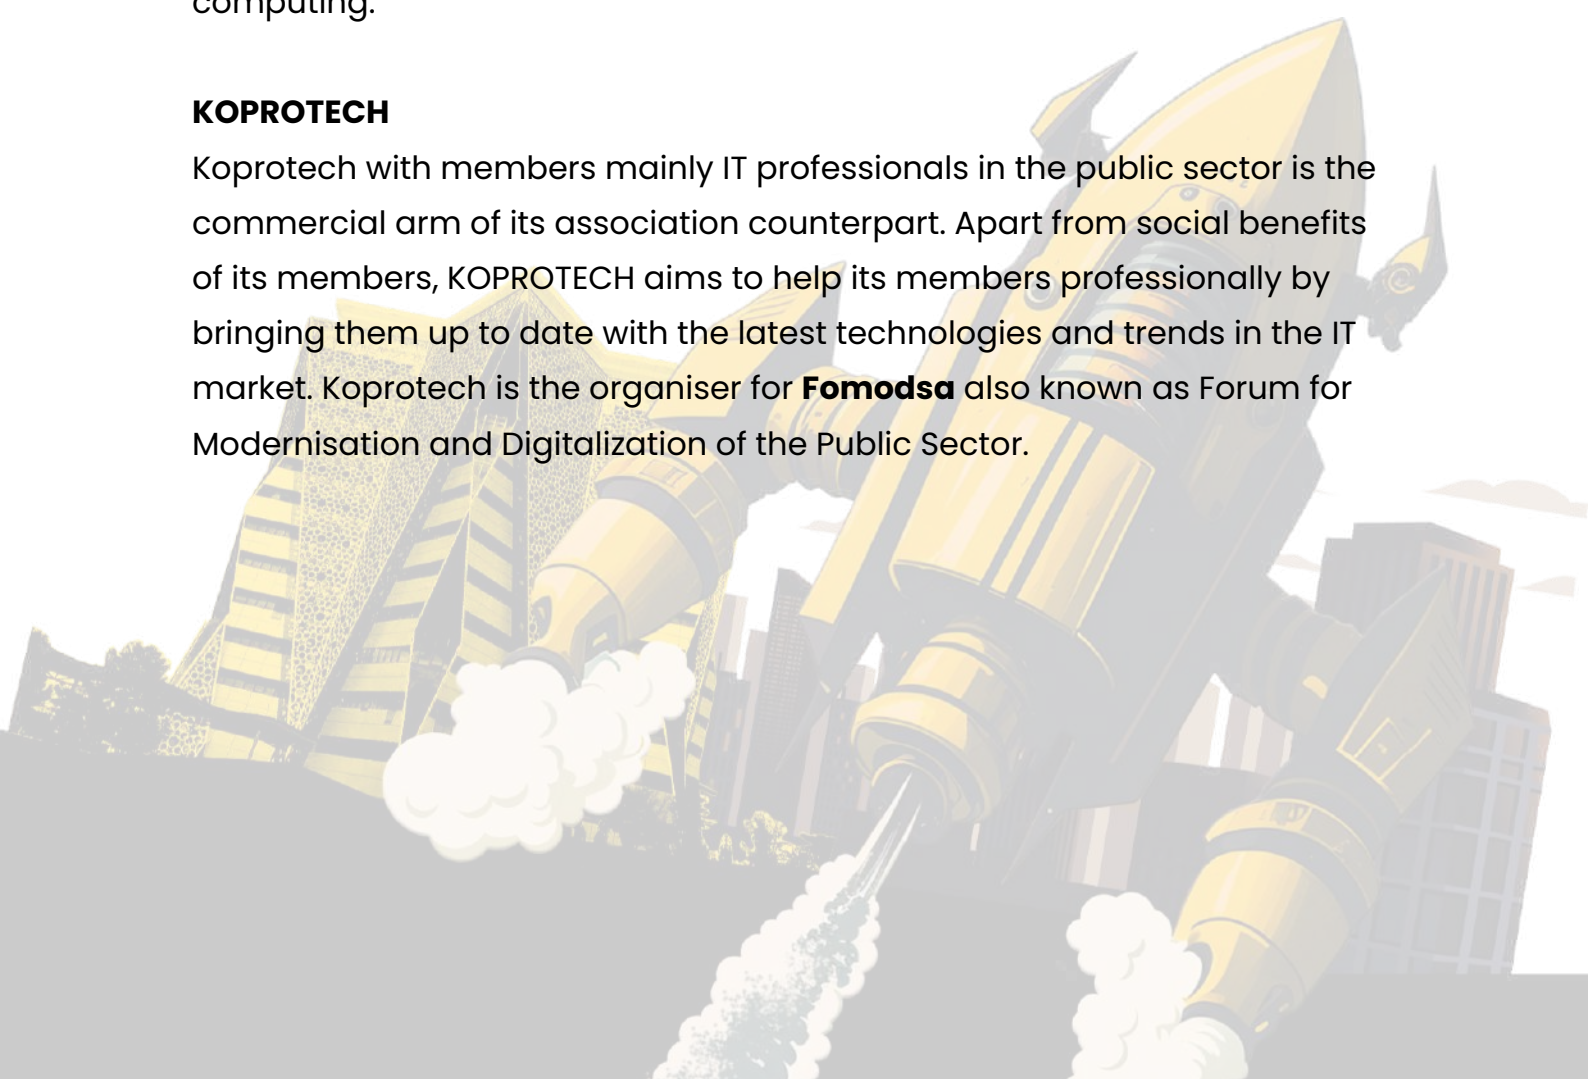 computing.
KOPROTECH
Koprotech with members mainly IT professionals in the public sector is the
commercial arm of its association counterpart. Apart from social benefits
of its members, KOPROTECH aims to help its members professionally by
bringing them up to date with the latest technologies and trends in the IT
market. Koprotech is the organiser for Fomodsa also known as Forum for
Modernisation and Digitalization of the Public Sector.